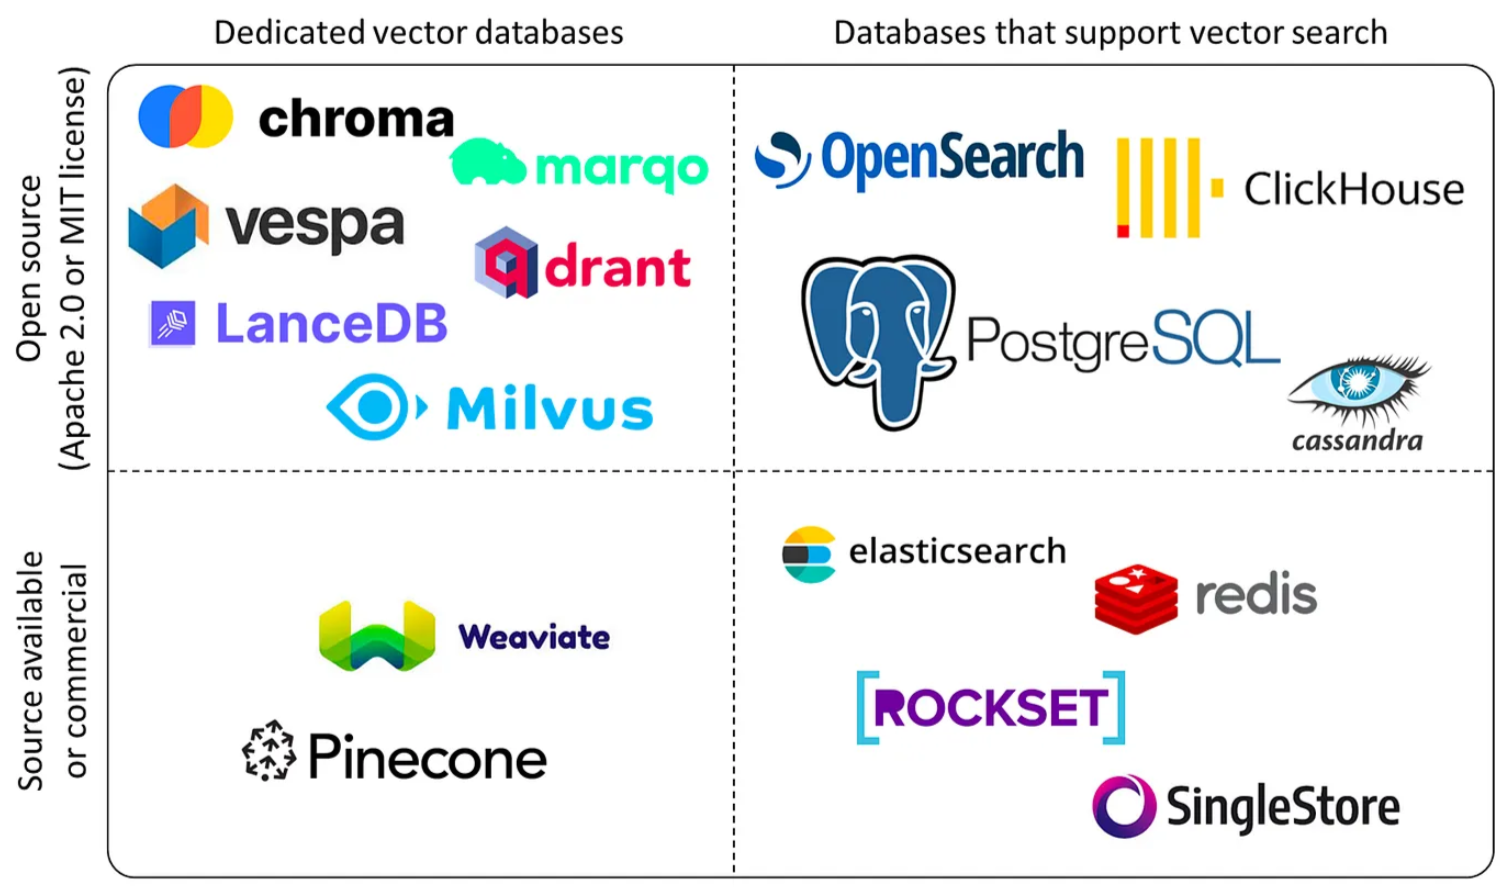 Dedicated vector databases
Databases that support vector search
Open source
(Apache 2.0 or MIT license)
chroma
marqo
vespa
qdrant
LanceDB
Milvus
OpenSearch
ClickHouse
PostgreSQL
cassandra
Source available
or commercial
Weaviate
Pinecone
elasticsearch
redis
[ROCKSET]
SingleStore